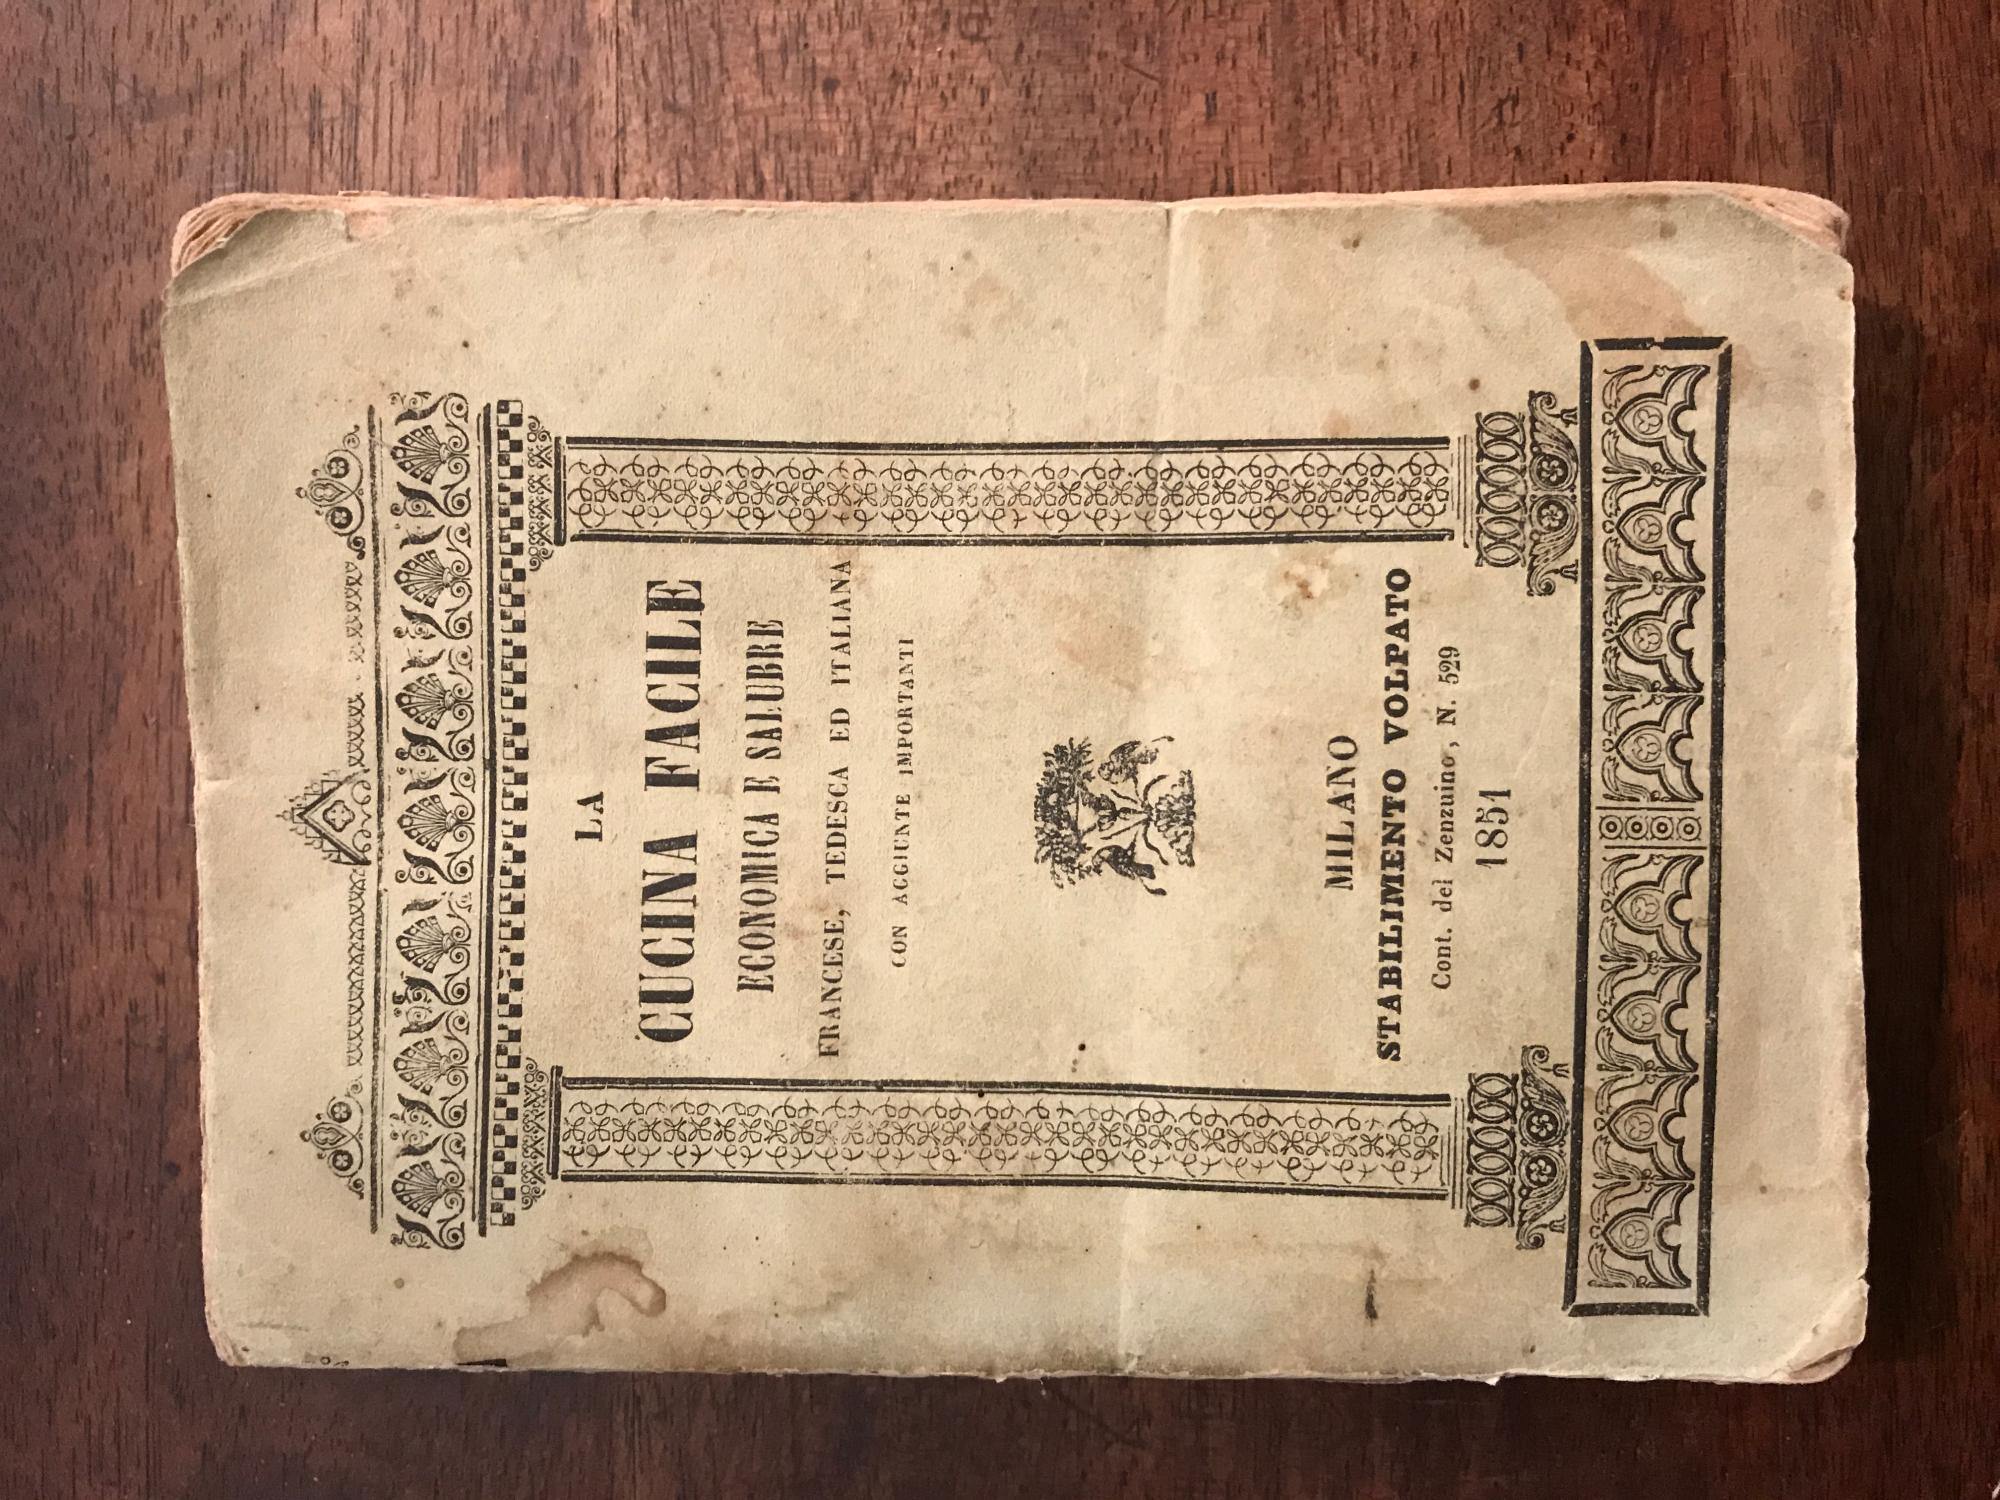 LA
CUCINA FACILE
ECONOMICA E SALUBRE
FRANCESE, TEDESCA ED ITALIANA
CON AGGIUNTE IMPORTANTI
MILANO
STABILIMENTO VOLPATO
Cont. del Zenzuino, N. 529
1851